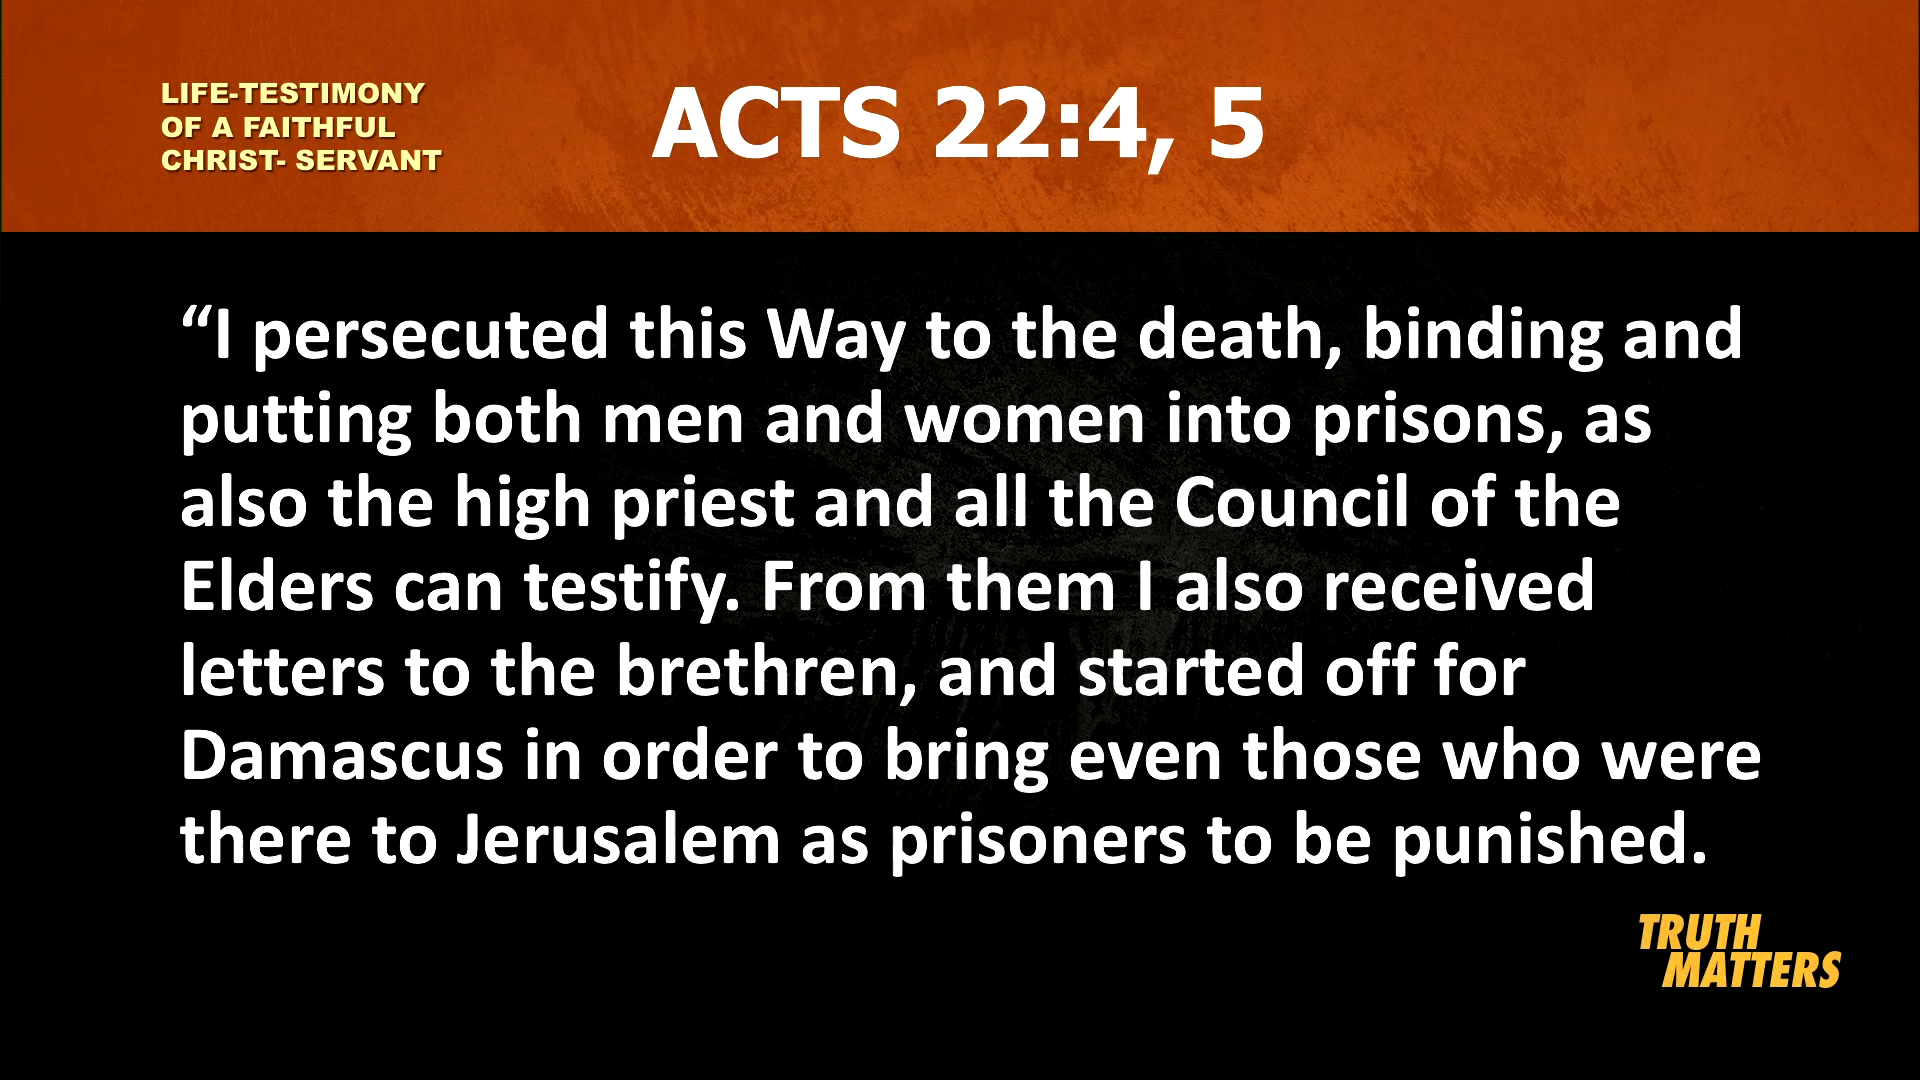 LIFE-TESTIMONY
OF A FAITHFUL
CHRIST- SERVANT
ACTS 22:4, 5
“I persecuted this Way to the death, binding and
putting both men and women into prisons, as
also the high priest and all the Council of the
Elders can testify. From them I also received
letters to the brethren, and started off for
Damascus in order to bring even those who were
there to Jerusalem as prisoners to be punished.
TRUTH
MATTERS